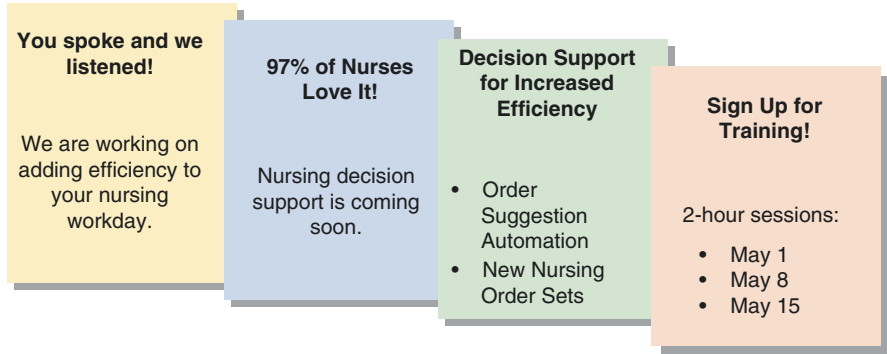 You spoke and we
listened!
We are working on
adding efficiency to
your nursing
workday.
97% of Nurses
Love It!
Nursing decision
support is coming
soon.
Decision Support
for Increased
Efficiency
• Order
Suggestion
Automation
• New Nursing
Order Sets
Sign Up for
Training!
2-hour sessions:
• May 1
• May 8
• May 15